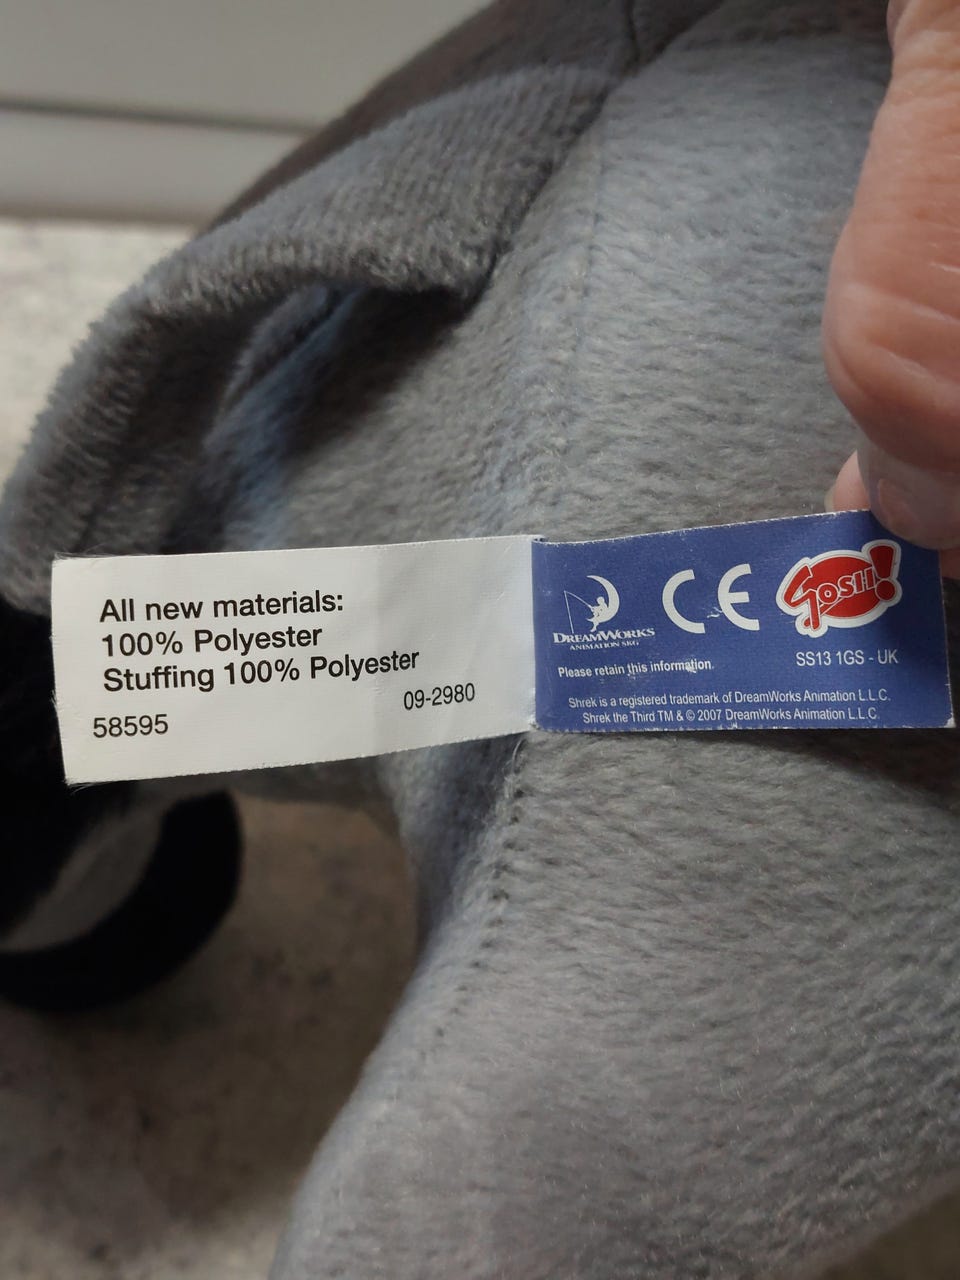 All new materials:
100% Polyester
Stuffing 100% Polyester
58595
09-2980
DREAMWORKS
ANIMATION SKG
CE
GOSH!
Please retain this information.
SS13 1GS - UK
Shrek is a registered trademark of DreamWorks Animation L.L.C.
Shrek the Third TM & © 2007 DreamWorks Animation L.L.C.